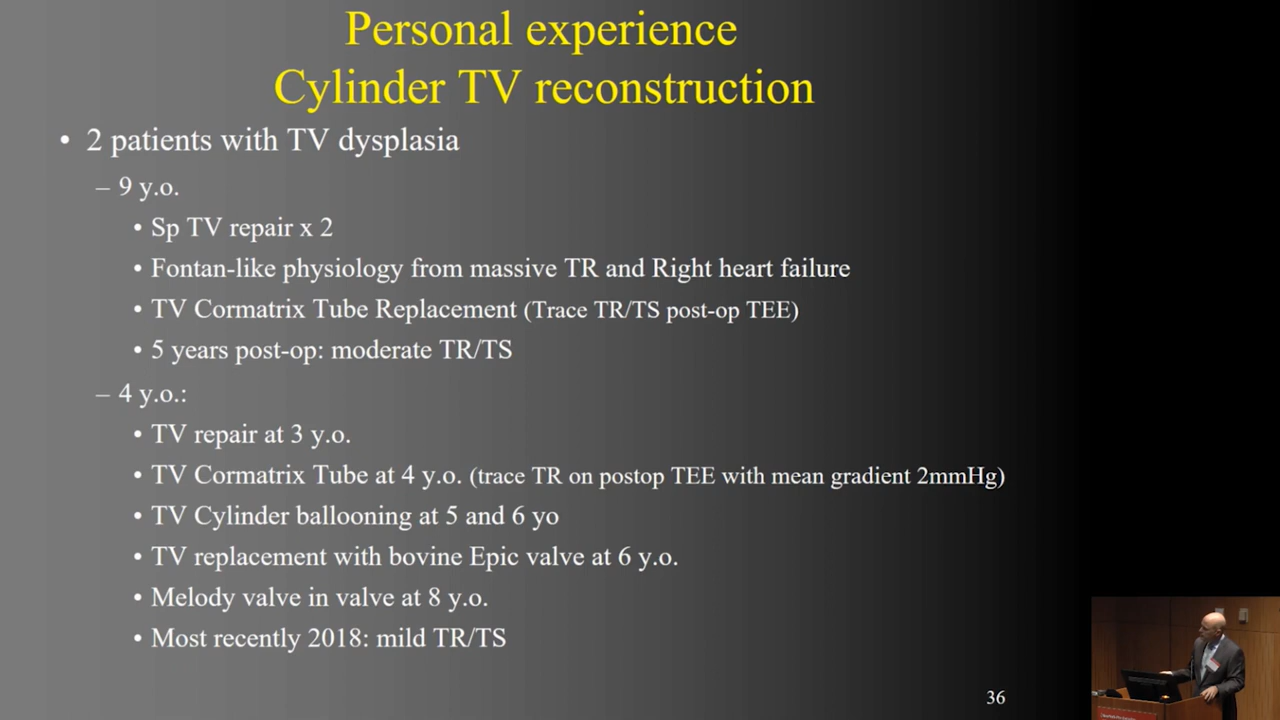 Personal experience
Cylinder TV reconstruction
• 2 patients with TV dysplasia
– 9 y.o.
• Sp TV repair x 2
• Fontan-like physiology from massive TR and Right heart failure
• TV Cormatrix Tube Replacement (Trace TR/TS post-op TEE)
• 5 years post-op: moderate TR/TS
– 4 y.o.:
• TV repair at 3 y.o.
• TV Cormatrix Tube at 4 y.o. (trace TR on postop TEE with mean gradient 2mmHg)
• TV Cylinder ballooning at 5 and 6 yo
• TV replacement with bovine Epic valve at 6 y.o.
• Melody valve in valve at 8 y.o.
• Most recently 2018: mild TR/TS
36